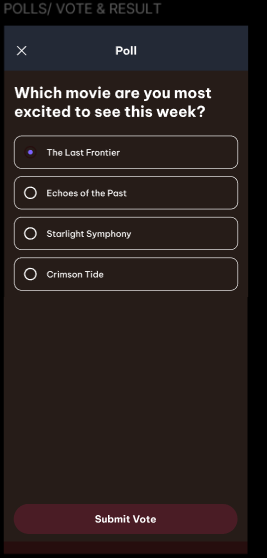 POLLS/ VOTE & RESULT
Poll
Which movie are you most
excited to see this week?
The Last Frontier
Echoes of the Past
Starlight Symphony
Crimson Tide
Submit Vote